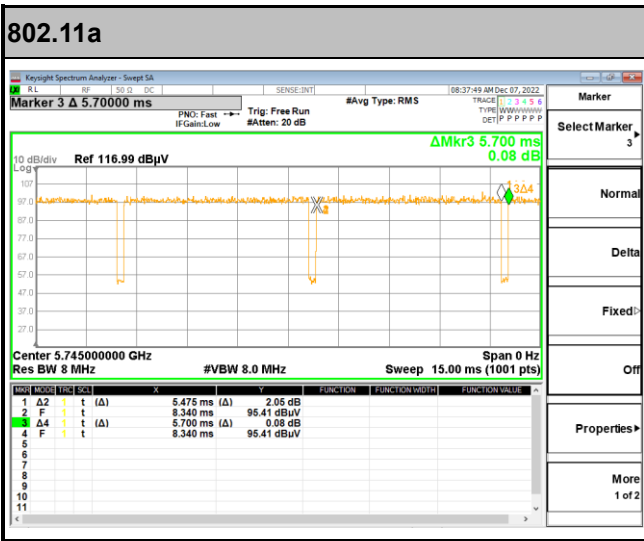 802.11a
Keysight Spectrum Analyzer - Swept SA
RL RF 50 Ω DC SENSE:INT 08:37:49 AM Dec 07, 2022
Marker 3 Δ 5.70000 ms
#Avg Type: RMS
TRACE 1 2 3 4 5 6
PNO: Fast Trig: Free Run
TYPE
IFGain:Low #Atten: 20 dB
DET P P P P P P
Marker
Select Marker
3
ΔMkr3 5.700 ms
0.08 dB
10 dB/div Ref 116.99 dBµV
Log
107
97.0
87.0
77.0
67.0
57.0
47.0
37.0
27.0
3Δ4
Center 5.745000000 GHz Span 0 Hz
Res BW 8 MHz #VBW 8.0 MHz Sweep 15.00 ms (1001 pts)
MKR MODE TRC SCL X Y FUNCTION FUNCTION WIDTH FUNCTION VALUE
1 Δ2 1 t (Δ) 5.475 ms (Δ) 2.05 dB
2 F 1 t 8.340 ms 95.41 dBµV
3 Δ4 1 t (Δ) 5.700 ms (Δ) 0.08 dB
4 F 1 t 8.340 ms 95.41 dBµV
5
6
7
8
9
10
11
Normal
Delta
Fixed
Off
Properties
More
1 of 2